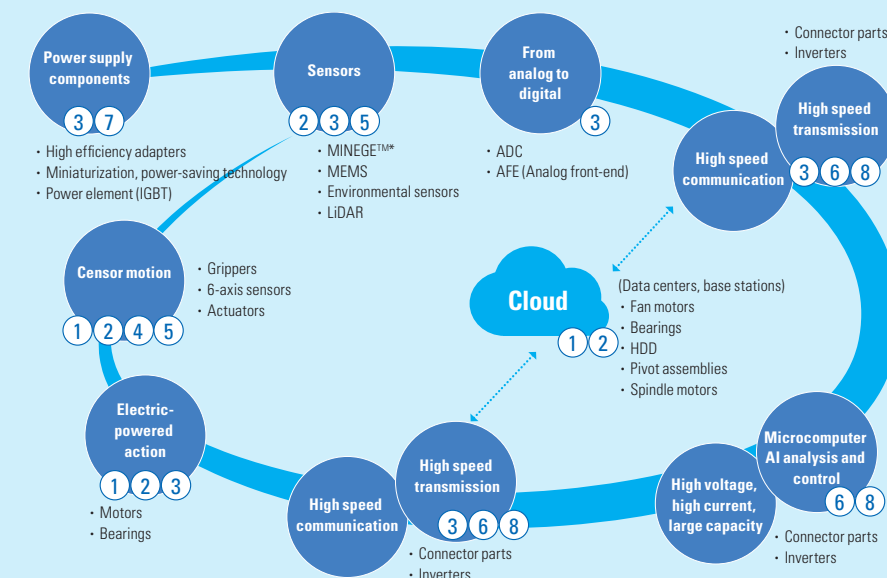 Power supply
components
3 7
• High efficiency adapters
• Miniaturization, power-saving technology
• Power element (IGBT)
Sensors
2 3 5
• MINEGE™*
• MEMS
• Environmental sensors
• LiDAR
From
analog to
digital
3
• ADC
• AFE (Analog front-end)
High speed
communication
• Connector parts
• Inverters
High speed
transmission
3 6 8
Censor motion
1 2 4 5
• Grippers
• 6-axis sensors
• Actuators
Cloud
1 2
(Data centers, base stations)
• Fan motors
• Bearings
• HDD
• Pivot assemblies
• Spindle motors
Electric-
powered
action
1 2 3
• Motors
• Bearings
High speed
communication
High speed
transmission
3 6 8
• Connector parts
• Inverters
High voltage,
high current,
large capacity
Microcomputer
AI analysis and
control
6 8
• Connector parts
• Inverters